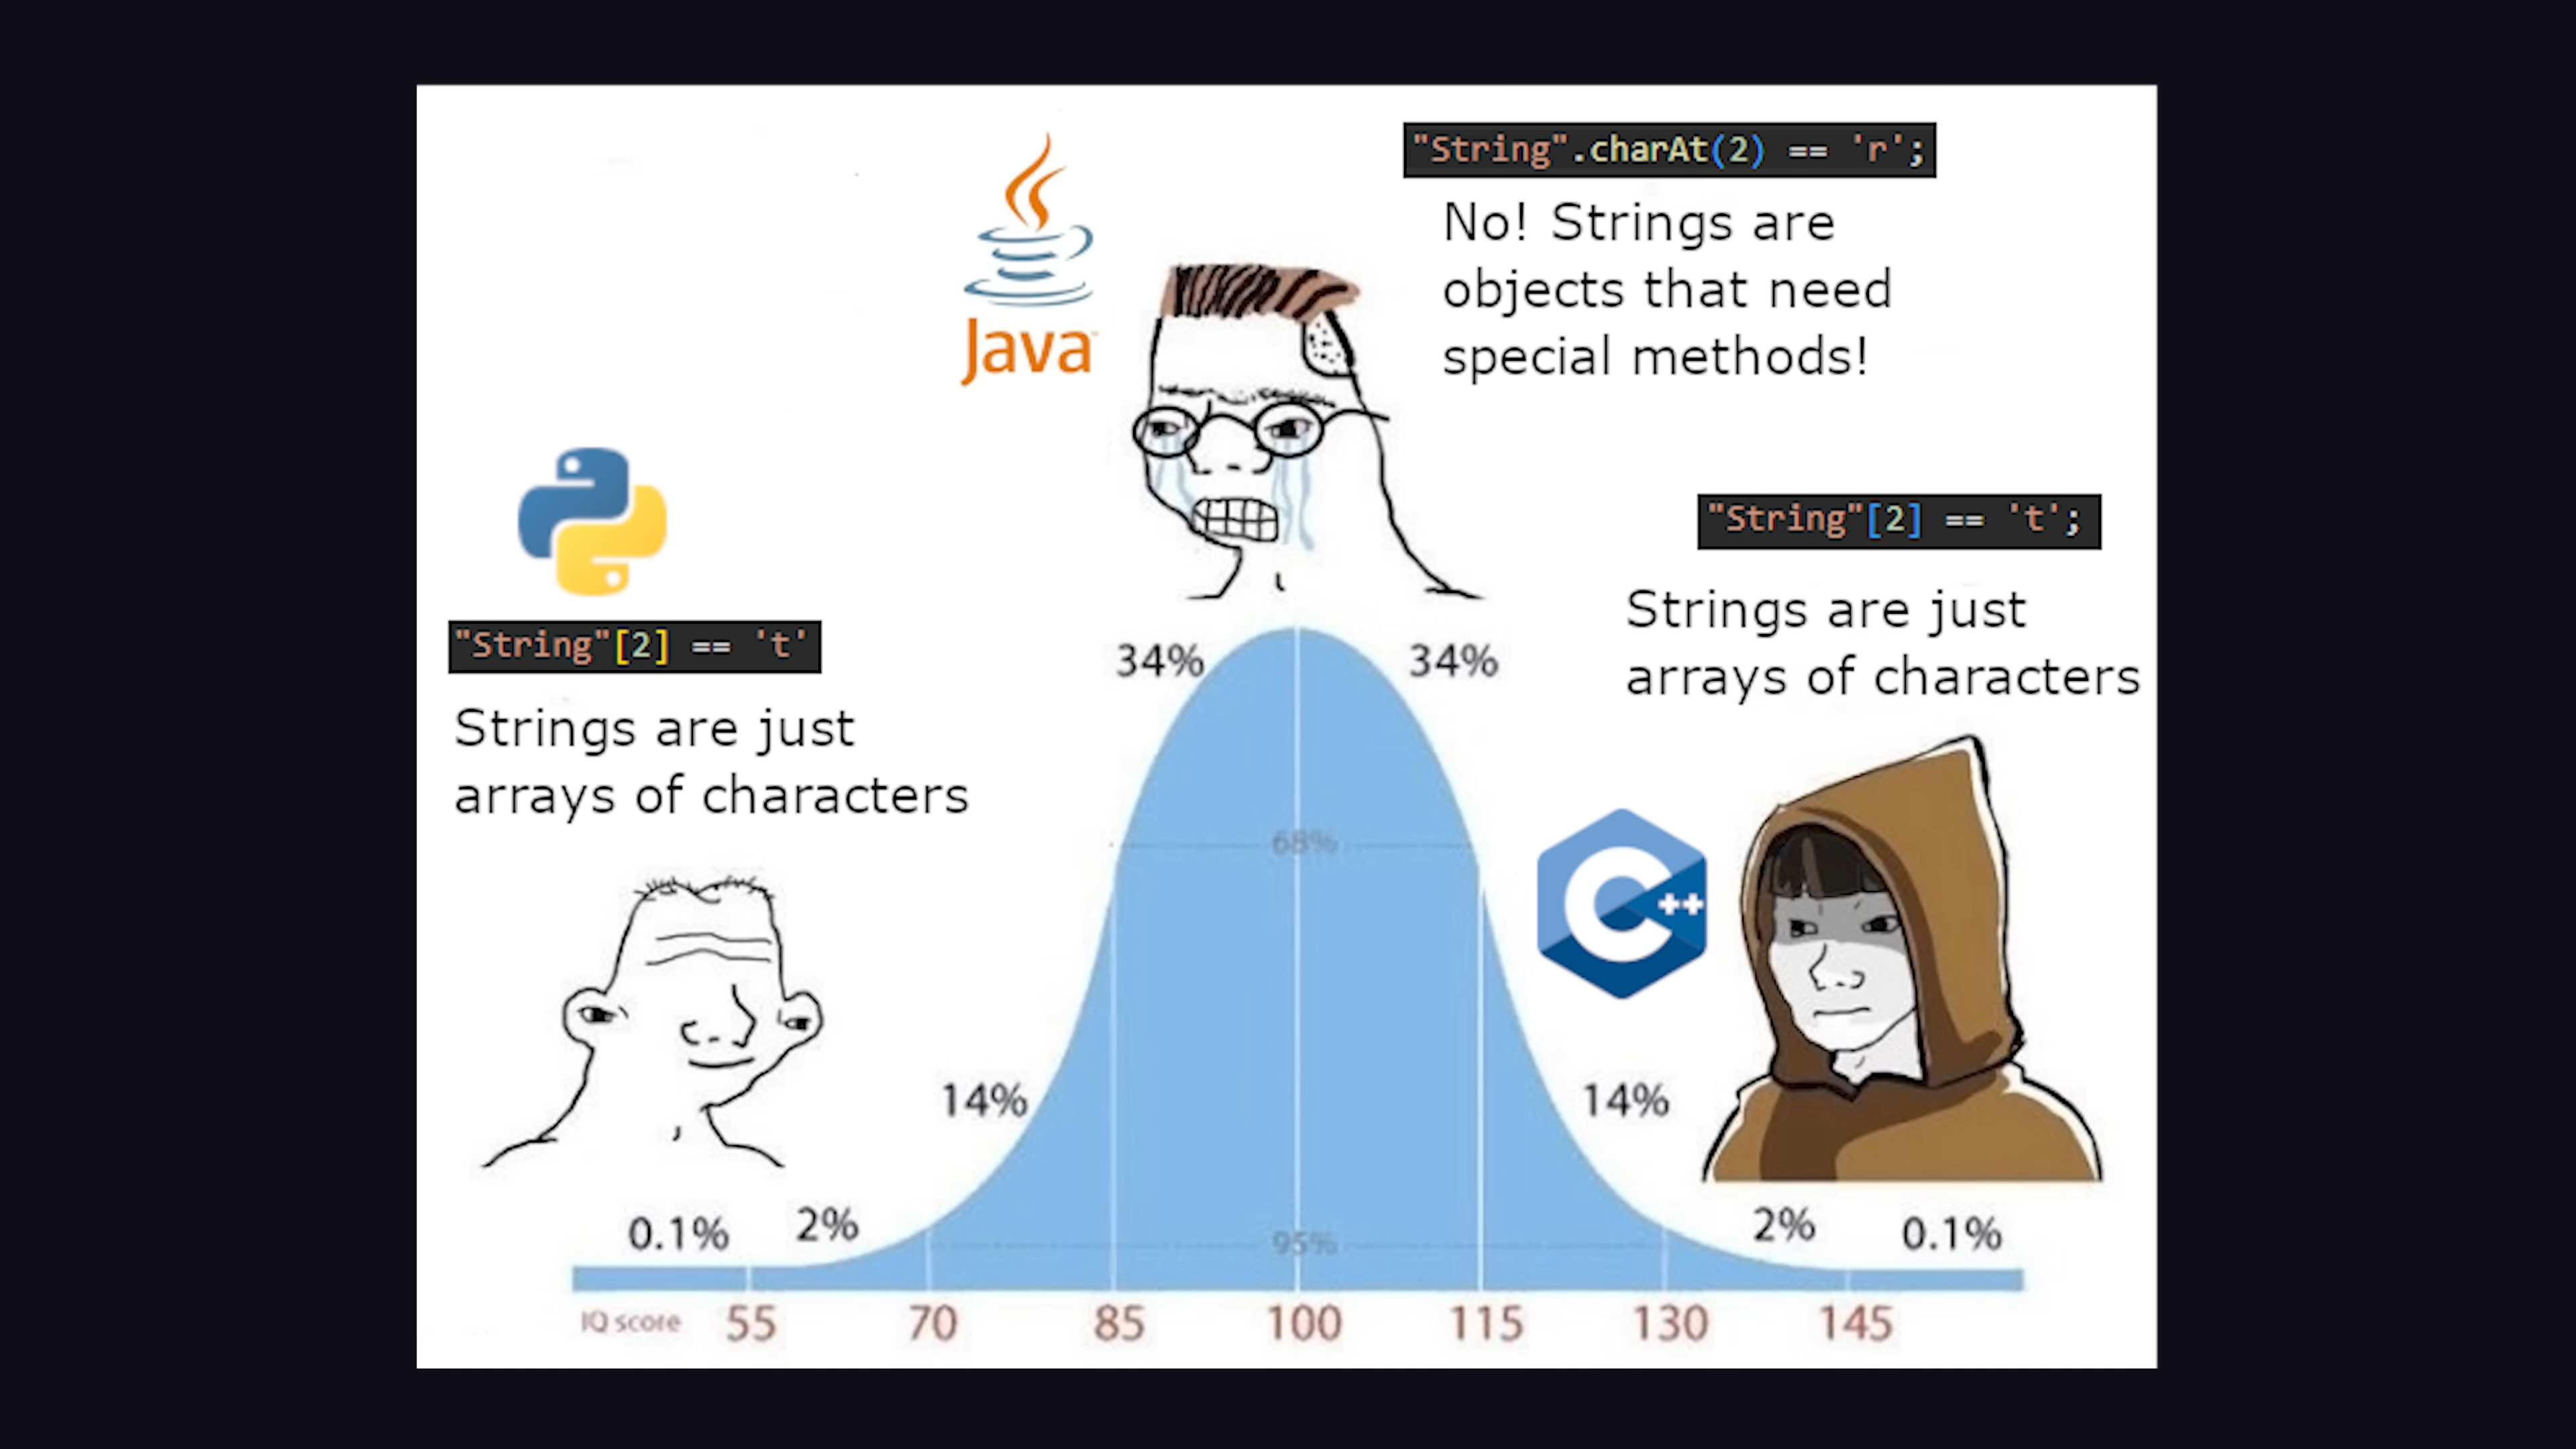 "String".charAt(2) == 'r';
No! Strings are
objects that need
special methods!
Java
"String"[2] == 't';
Strings are just
arrays of characters
"String"[2] == 't'
Strings are just
arrays of characters
C++
34%
34%
68%
14%
14%
0.1%
2%
95%
2%
0.1%
IQ score 55 70 85 100 115 130 145